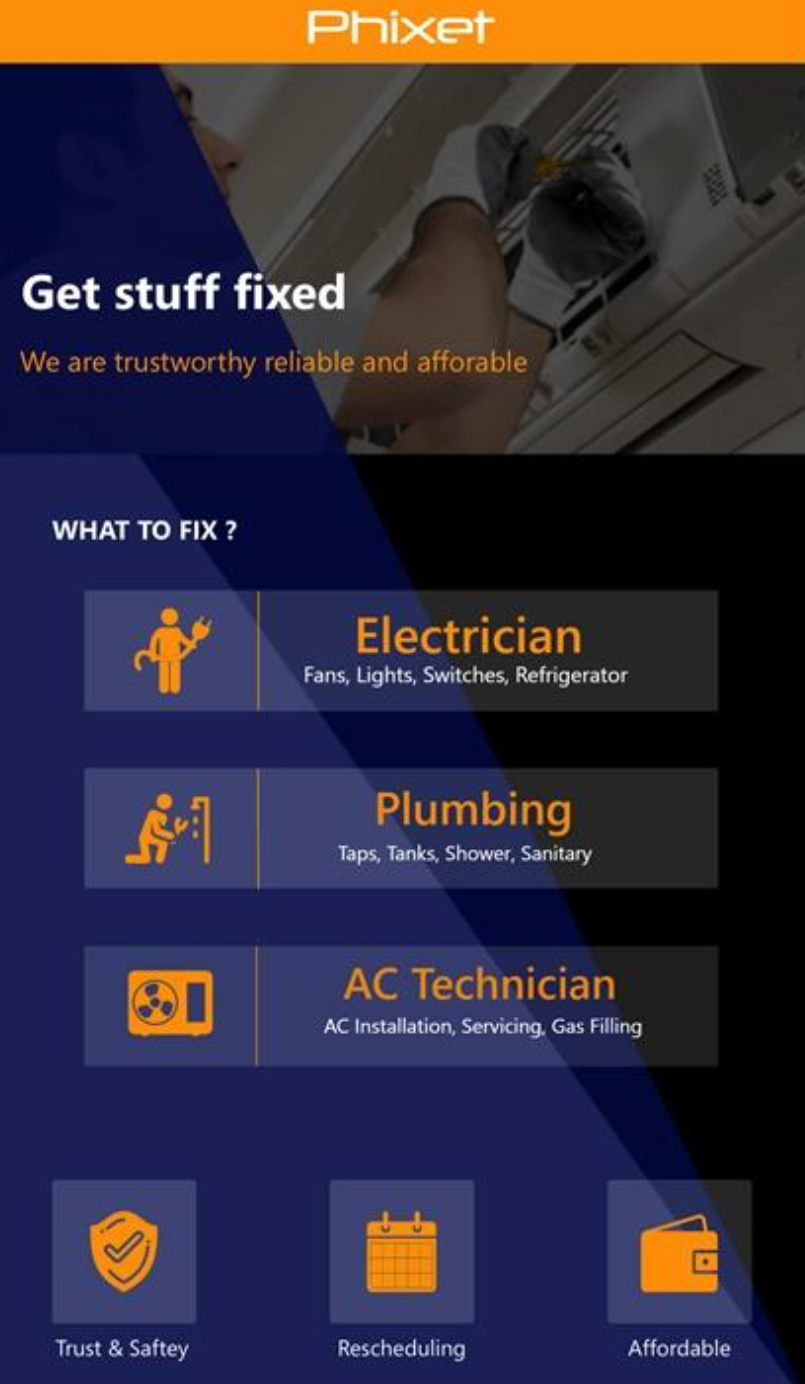 Phixet
Get stuff fixed
We are trustworthy reliable and afforable
WHAT TO FIX ?
Electrician
Fans, Lights, Switches, Refrigerator
Plumbing
Taps, Tanks, Shower, Sanitary
AC Technician
AC Installation, Servicing, Gas Filling
Trust & Saftey
Rescheduling
Affordable